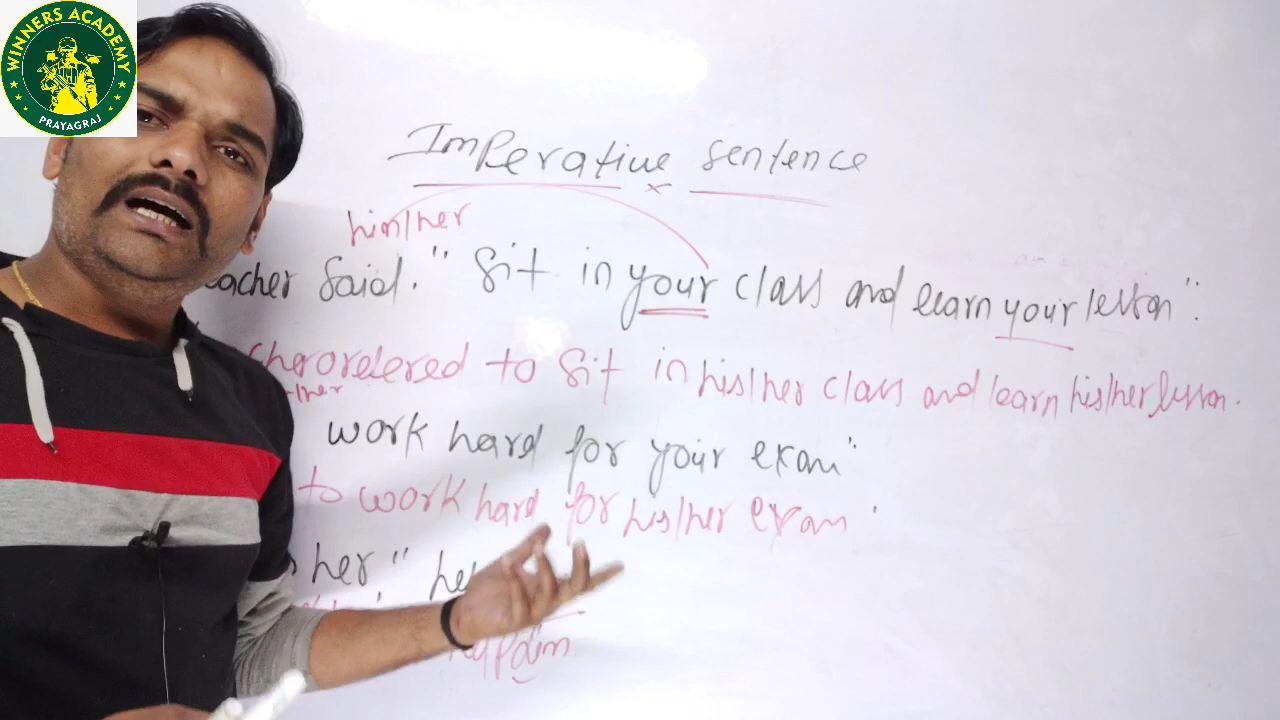 WINNERS ACADEMY
PRAYAGRAJ
Imperative sentence
him/her
eacher said. " Sit in your class and learn your lesson".
cher ordered to sit in his/her class and learn his/her lesson.
/her
work hard for your exam"
to work hard for his/her exam.
her " he